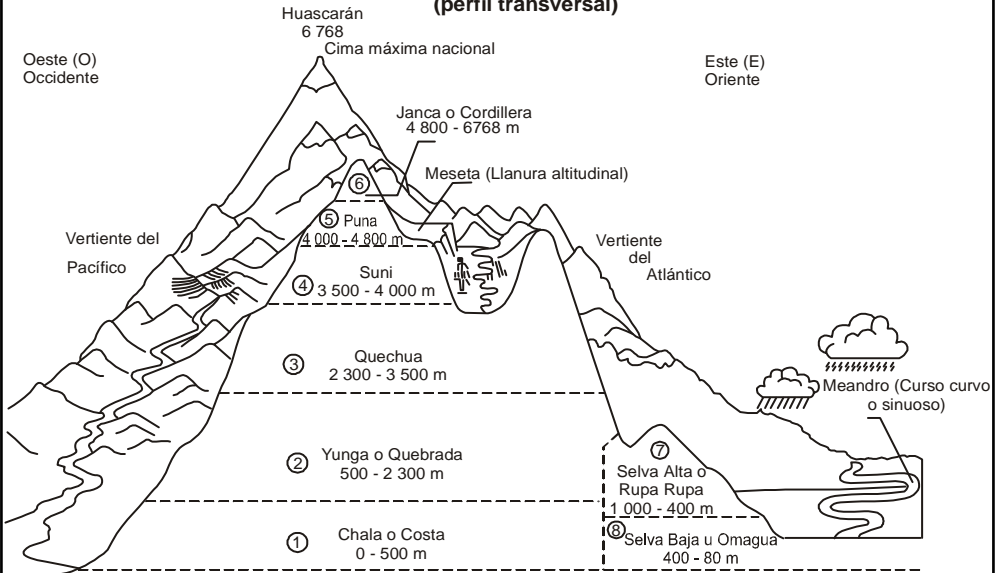 (perfil transversal)
Huascarán
6 768
Cima máxima nacional
Oeste (O)
Occidente
Este (E)
Oriente
Janca o Cordillera
4 800 - 6768 m
Meseta (Llanura altitudinal)
6
5 Puna
4 000 - 4 800 m
Vertiente del
Pacífico
Vertiente
del
Atlántico
Suni
4 3 500 - 4 000 m
3
Quechua
2 300 - 3 500 m
Meandro (Curso curvo
o sinuoso)
2
Yunga o Quebrada
500 - 2 300 m
7
Selva Alta o
Rupa Rupa
1 000 - 400 m
1
Chala o Costa
0 - 500 m
8
Selva Baja u Omagua
400 - 80 m